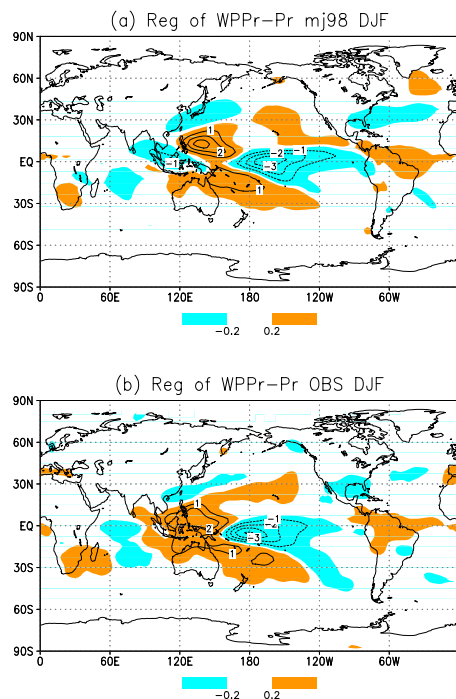 (a) Reg of WPPr-Pr mj98 DJF
90N
60N
30N
EQ
30S
60S
90S
1
2
-1
-2
-1
-3
1
0 60E 120E 180 120W 60W
-0.2 0.2
(b) Reg of WPPr-Pr OBS DJF
90N
60N
30N
EQ
30S
60S
90S
1
2
-1
-2
-3
1
0 60E 120E 180 120W 60W
-0.2 0.2